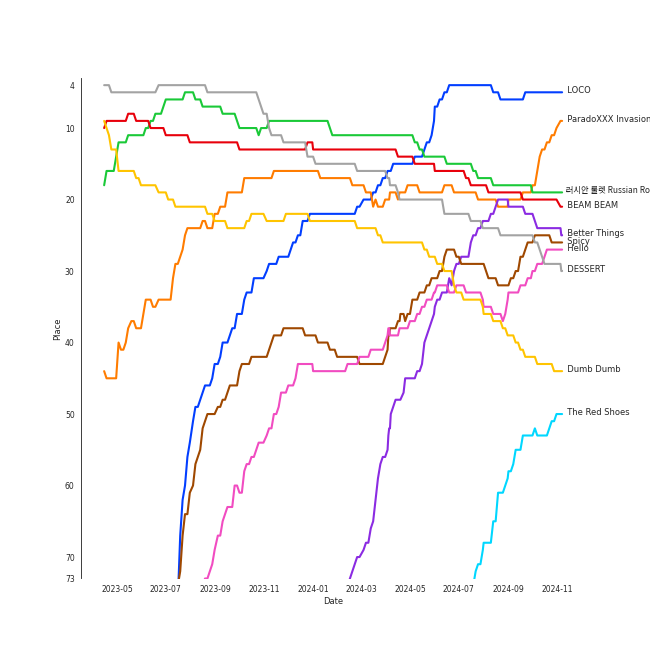 4
10
20
30
40
50
60
70
73
Place
2023-05
2023-07
2023-09
2023-11
2024-01
2024-03
2024-05
2024-07
2024-09
2024-11
Date
LOCO
ParadoXXX Invasion
러시안 룰렛 Russian Ro
BEAM BEAM
Better Things
Spicy
Hello
DESSERT
Dumb Dumb
The Red Shoes